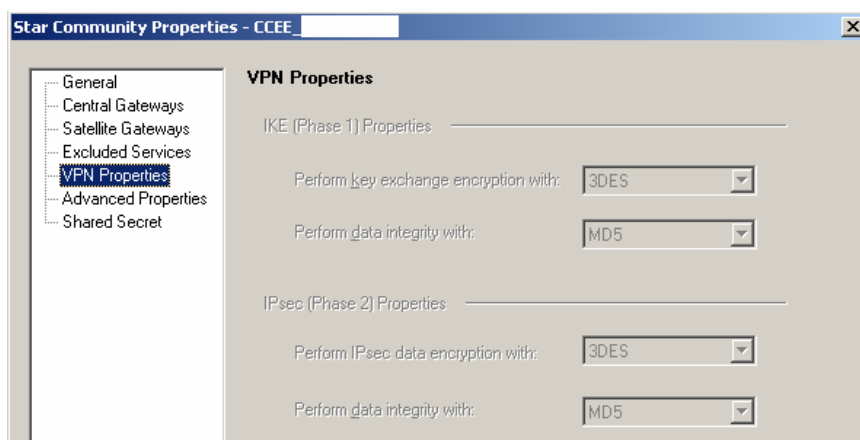 Star Community Properties - CCEE_
General
Central Gateways
Satellite Gateways
Excluded Services
VPN Properties
Advanced Properties
Shared Secret
VPN Properties
IKE (Phase 1) Properties
Perform key exchange encryption with: 3DES
Perform data integrity with: MD5
IPsec (Phase 2) Properties
Perform IPsec data encryption with: 3DES
Perform data integrity with: MD5